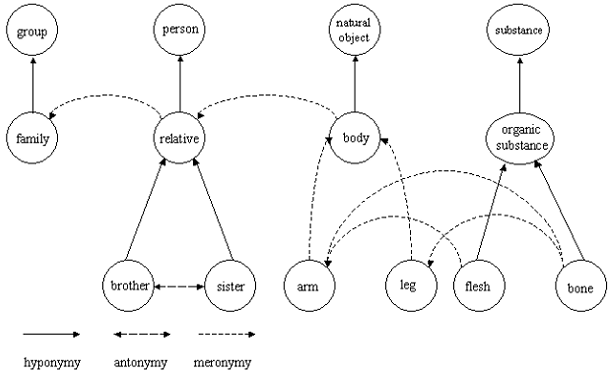 group
person
natural
object
substance
family
relative
body
organic
substance
brother
sister
arm
leg
flesh
bone
hyponymy
antonymy
meronymy